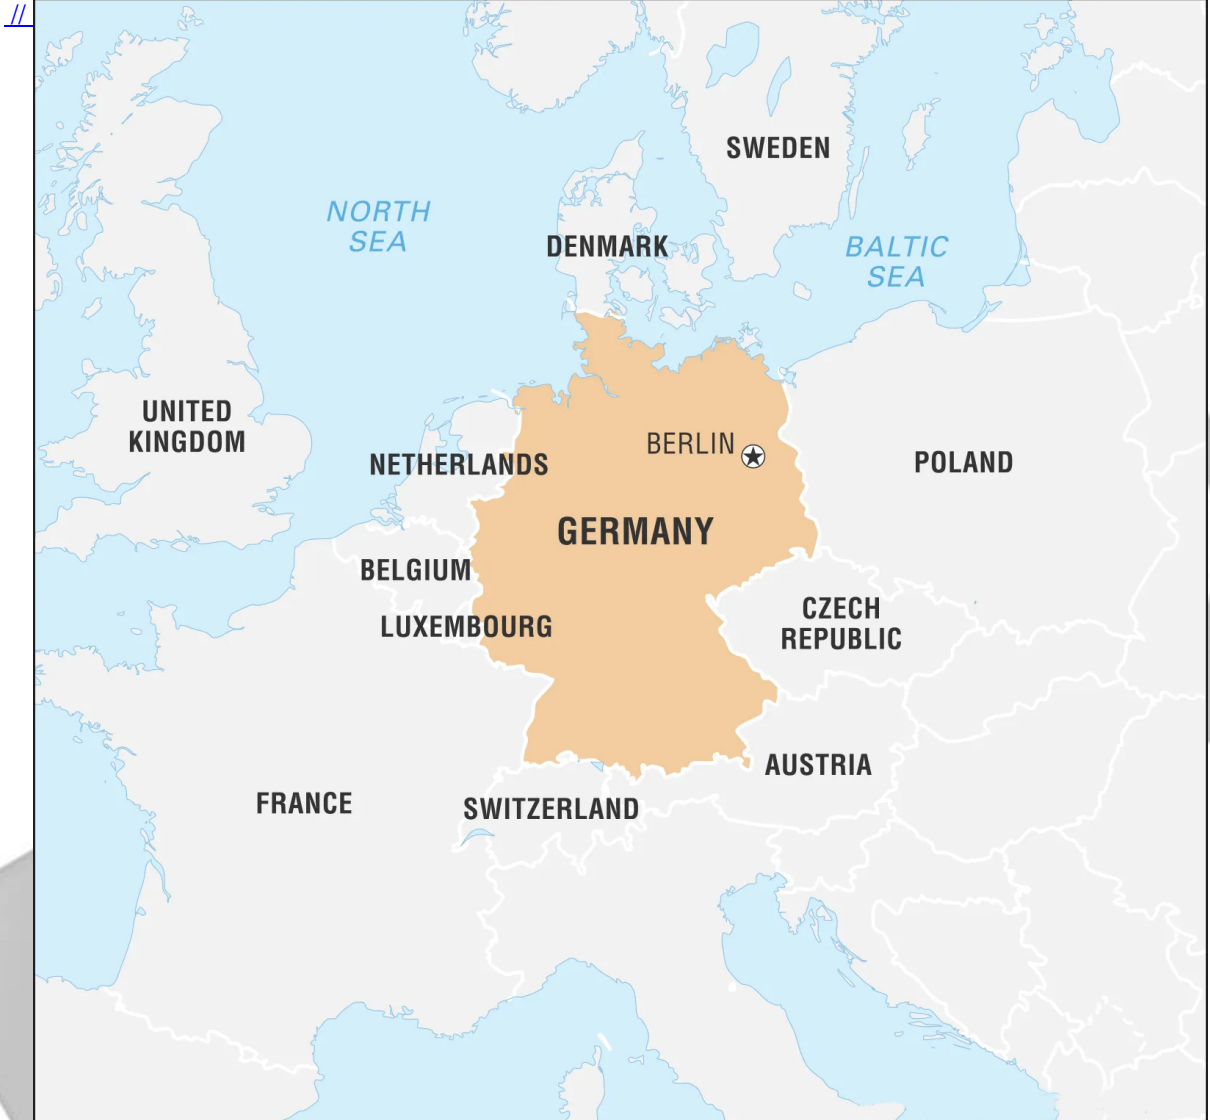 //
SWEDEN
NORTH
SEA
DENMARK
BALTIC
SEA
UNITED
KINGDOM
BERLIN
NETHERLANDS
POLAND
GERMANY
BELGIUM
CZECH
REPUBLIC
LUXEMBOURG
AUSTRIA
FRANCE
SWITZERLAND